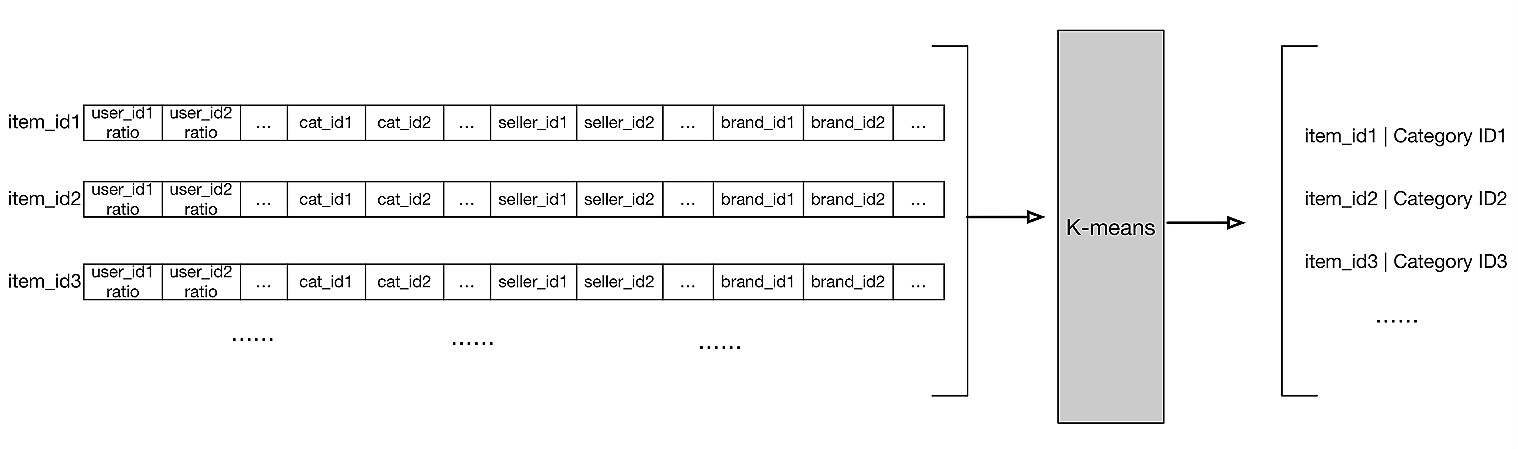 item_id1 user_id1 ratio user_id2 ratio ... cat_id1 cat_id2 ... seller_id1 seller_id2 ... brand_id1 brand_id2 ...
item_id2 user_id1 ratio user_id2 ratio ... cat_id1 cat_id2 ... seller_id1 seller_id2 ... brand_id1 brand_id2 ...
item_id3 user_id1 ratio user_id2 ratio ... cat_id1 cat_id2 ... seller_id1 seller_id2 ... brand_id1 brand_id2 ...
...... ...... ......
K-means
item_id1 | Category ID1
item_id2 | Category ID2
item_id3 | Category ID3
......